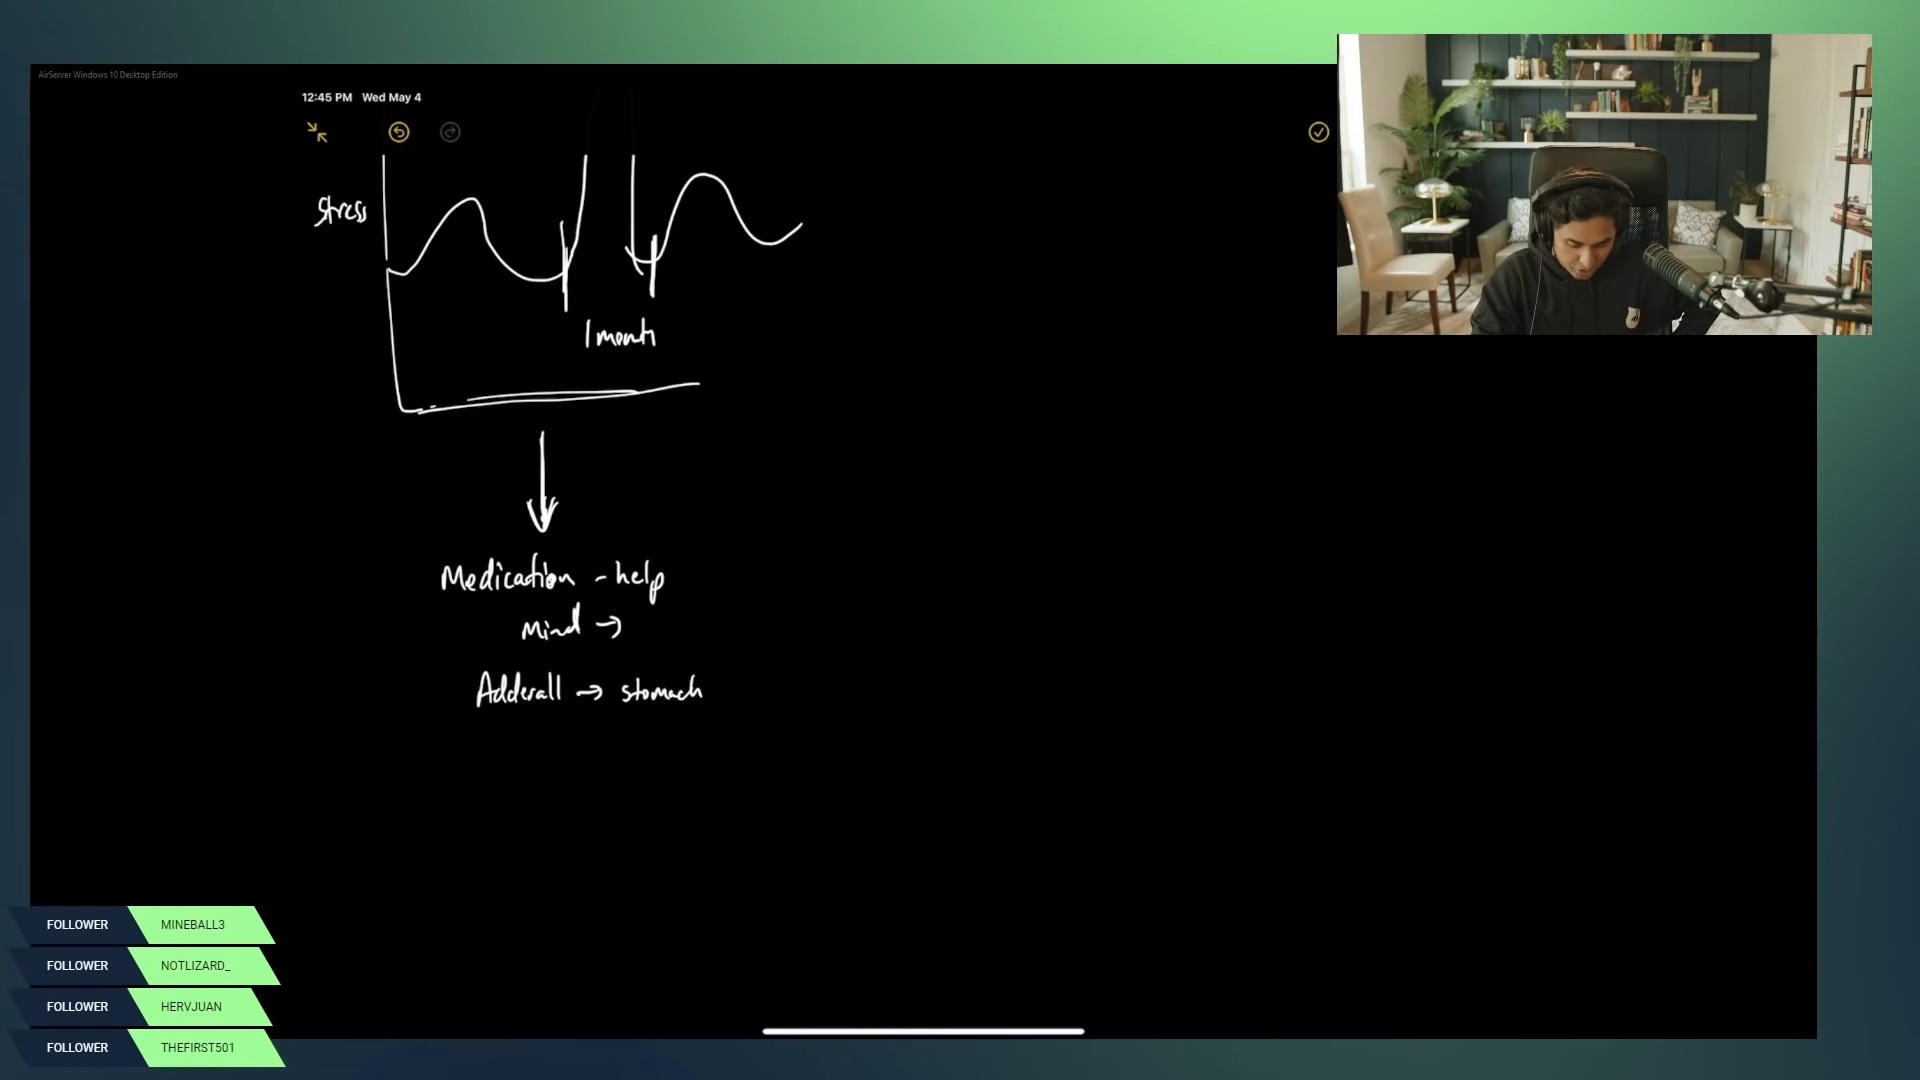 AirServer Windows 10 Desktop Edition
12:45 PM Wed May 4
Stress
1 month
Medication - help
Mind →
Adderall → stomach
FOLLOWER MINEBALL3
FOLLOWER NOTLIZARD_
FOLLOWER HERVJUAN
FOLLOWER THEFIRST501